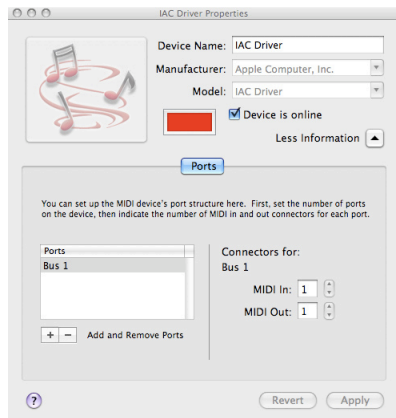 IAC Driver Properties
Device Name: IAC Driver
Manufacturer: Apple Computer, Inc.
Model: IAC Driver
Device is online
Less Information
Ports
You can set up the MIDI device's port structure here. First, set the number of ports
on the device, then indicate the number of MIDI in and out connectors for each port.
Ports
Bus 1
+ − Add and Remove Ports
Connectors for:
Bus 1
MIDI In: 1
MIDI Out: 1
? Revert Apply